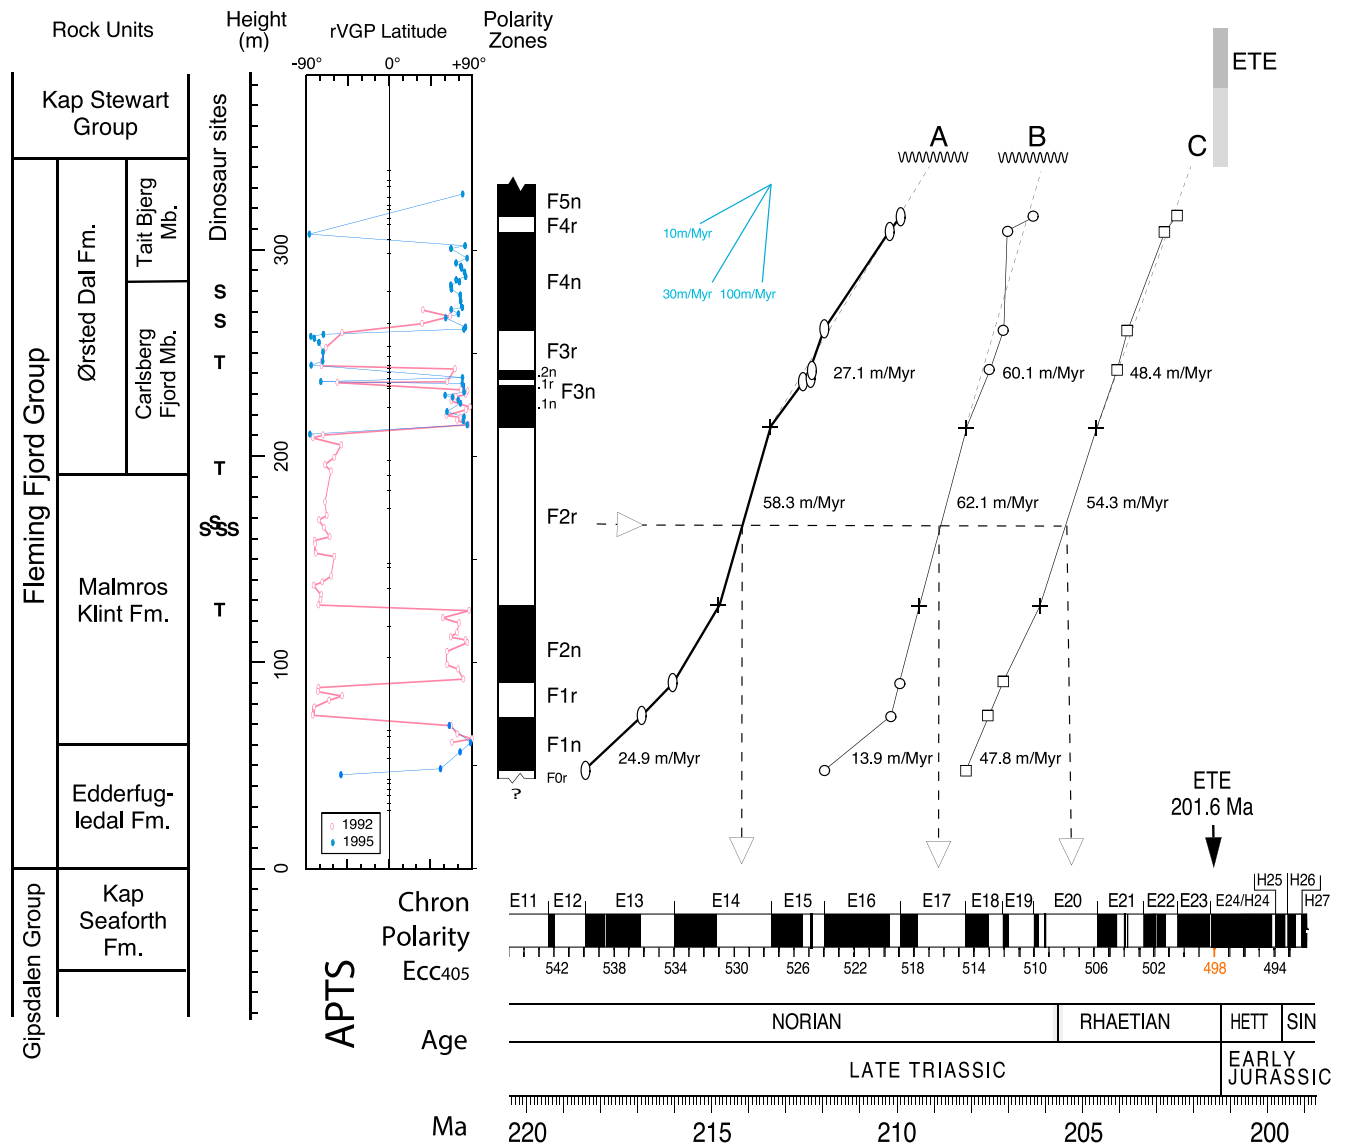 Rock Units
Height
(m)
rVGP Latitude
Polarity
Zones
-90°
0°
+90°
ETE
Kap Stewart
Group
Dinosaur sites
A
B
C
Fleming Fjord Group
Ørsted Dal Fm.
Tait Bjerg
Mb.
Carlsberg
Fjord Mb.
300
200
100
0
S
S
T
T
S
SSSS
T
F5n
F4r
F4n
F3r
.2n
.1r
F3n
.1n
F2r
F2n
F1r
F1n
F0r
?
10m/Myr
30m/Myr
100m/Myr
27.1 m/Myr
60.1 m/Myr
48.4 m/Myr
58.3 m/Myr
62.1 m/Myr
54.3 m/Myr
24.9 m/Myr
13.9 m/Myr
47.8 m/Myr
Malmros
Klint Fm.
Edderfug-
ledal Fm.
1992
1995
ETE
201.6 Ma
Gipsdalen Group
Kap
Seaforth
Fm.
APTS
Chron
E11
E12
E13
E14
E15
E16
E17
E18
E19
E20
E21
E22
E23
E24/H24
H25
H26
H27
Polarity
Ecc405
542
538
534
530
526
522
518
514
510
506
502
498
494
Age
NORIAN
RHAETIAN
HETT
SIN
LATE TRIASSIC
EARLY
JURASSIC
Ma
220
215
210
205
200